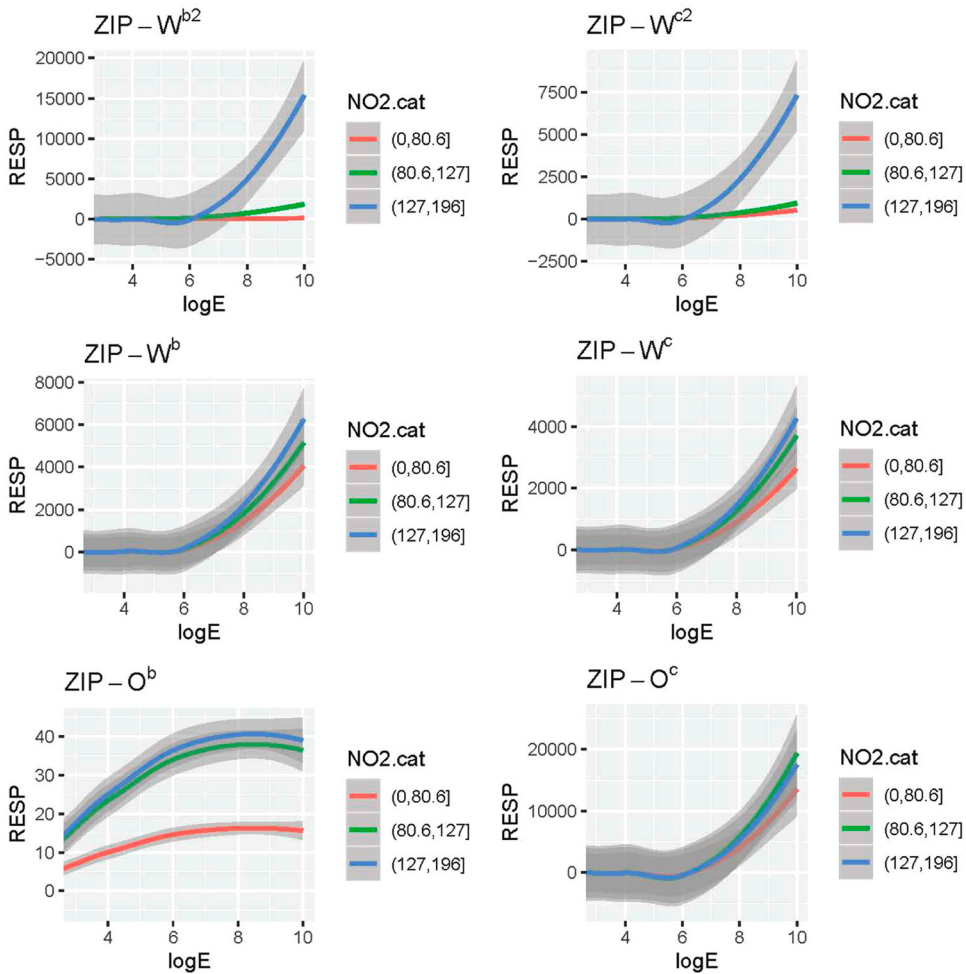 ZIP – W^b2
RESP
20000
15000
10000
5000
0
−5000
4 6 8 10
logE
NO2.cat
(0,80.6]
(80.6,127]
(127,196]
ZIP – W^c2
RESP
7500
5000
2500
0
−2500
4 6 8 10
logE
NO2.cat
(0,80.6]
(80.6,127]
(127,196]
ZIP – W^b
RESP
8000
6000
4000
2000
0
4 6 8 10
logE
NO2.cat
(0,80.6]
(80.6,127]
(127,196]
ZIP – W^c
RESP
4000
2000
0
4 6 8 10
logE
NO2.cat
(0,80.6]
(80.6,127]
(127,196]
ZIP – O^b
RESP
40
30
20
10
0
4 6 8 10
logE
NO2.cat
(0,80.6]
(80.6,127]
(127,196]
ZIP – O^c
RESP
20000
10000
0
4 6 8 10
logE
NO2.cat
(0,80.6]
(80.6,127]
(127,196]